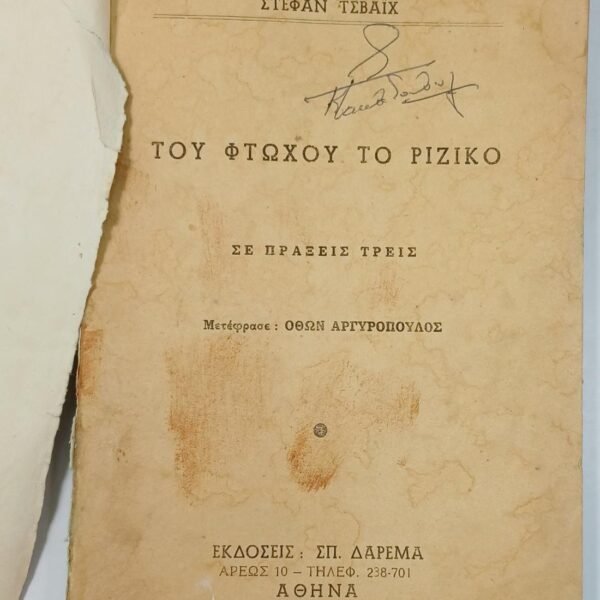 ΣΤΕΦΑΝ ΤΣΒΑΙΧ
ΤΟΥ ΦΤΩΧΟΥ ΤΟ ΡΙΖΙΚΟ
ΣΕ ΠΡΑΞΕΙΣ ΤΡΕΙΣ
Μετέφρασε : ΟΘΩΝ ΑΡΓΥΡΟΠΟΥΛΟΣ
ΕΚΔΟΣΕΙΣ : ΣΠ. ΔΑΡΕΜΑ
ΑΡΕΩΣ 10 – ΤΗΛΕΦ. 238-701
ΑΘΗΝΑ